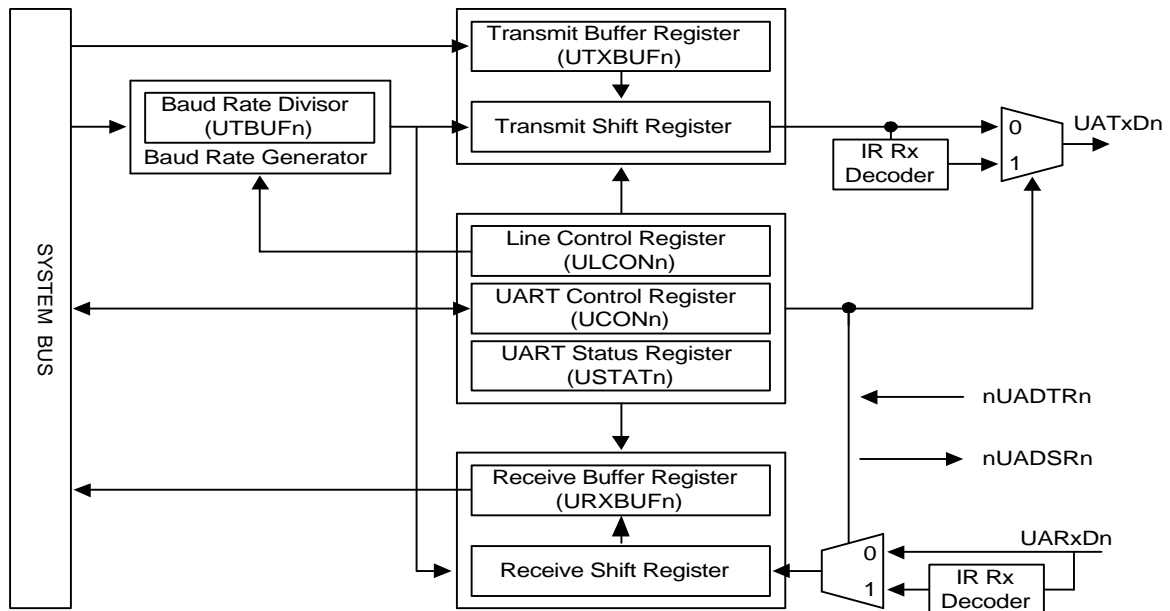 SYSTEM BUS
Transmit Buffer Register
(UTXBUFn)
Baud Rate Divisor
(UTBUFn)
Baud Rate Generator
Transmit Shift Register
0
1
UATxDn
IR Rx
Decoder
Line Control Register
(ULCONn)
UART Control Register
(UCONn)
UART Status Register
(USTATn)
nUADTRn
nUADSRn
Receive Buffer Register
(URXBUFn)
Receive Shift Register
0
1
UARxDn
IR Rx
Decoder